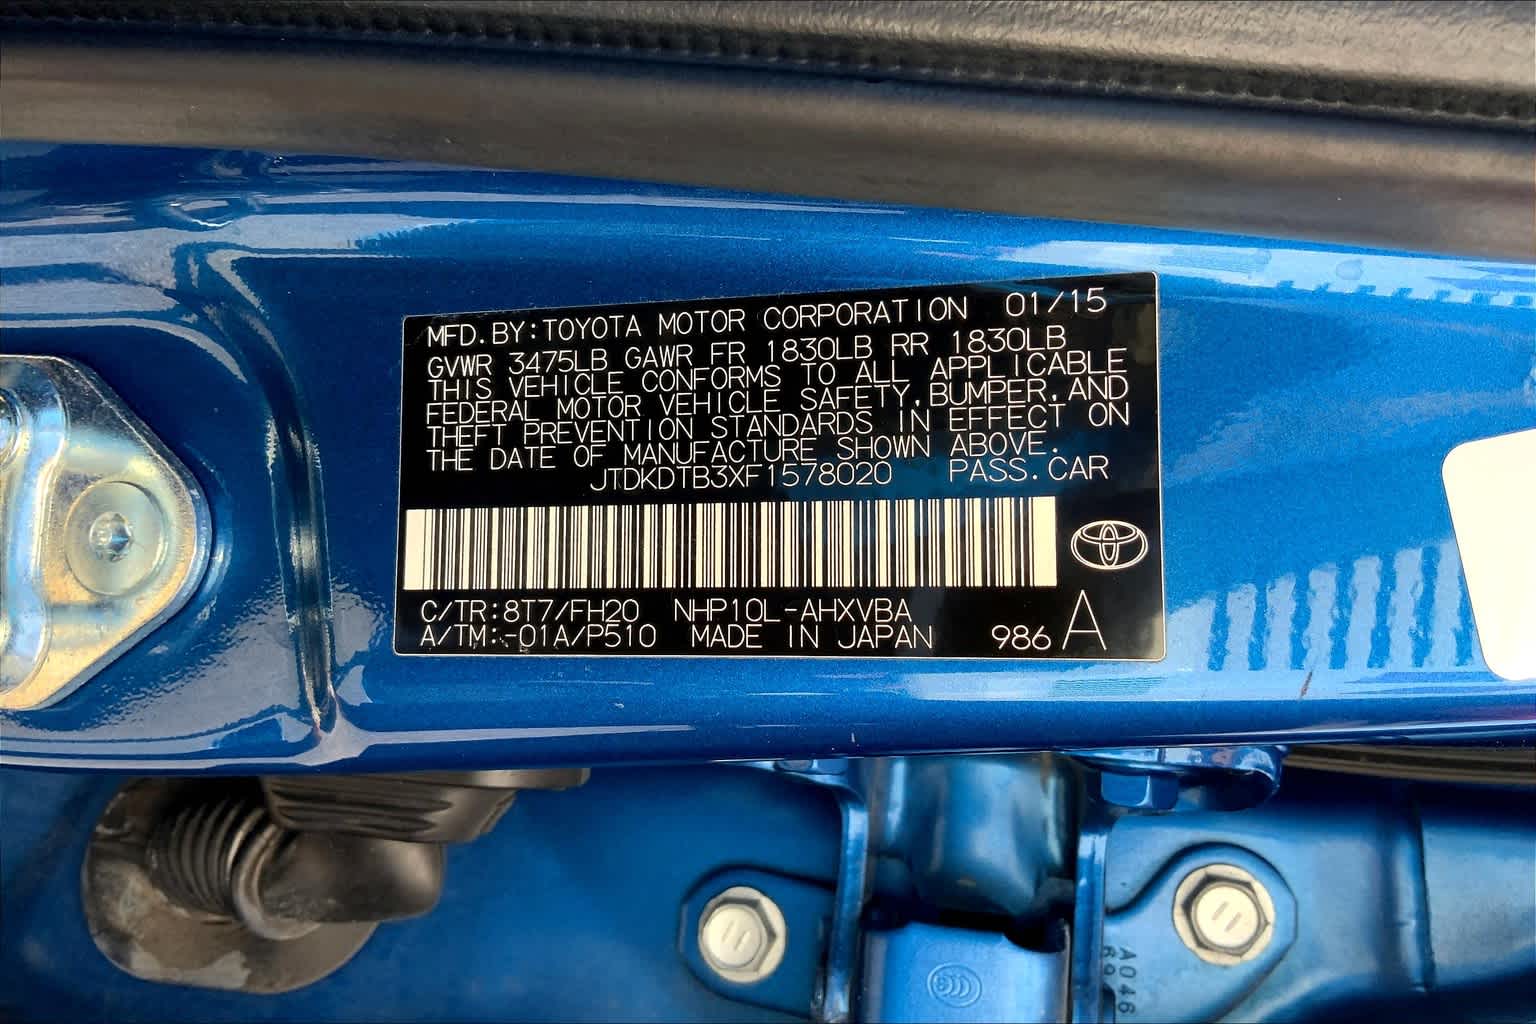 MFD.BY:TOYOTA MOTOR CORPORATION 01/15
GVWR 3475LB GAWR FR 1830LB RR 1830LB
THIS VEHICLE CONFORMS TO ALL APPLICABLE
FEDERAL MOTOR VEHICLE SAFETY,BUMPER,AND
THEFT PREVENTION STANDARDS IN EFFECT ON
THE DATE OF MANUFACTURE SHOWN ABOVE.
JTDKDTB3XF1578020 PASS.CAR
C/TR:8T7/FH20 NHP10L-AHXVBA
A/TM:-01A/P510 MADE IN JAPAN 986 A
A046